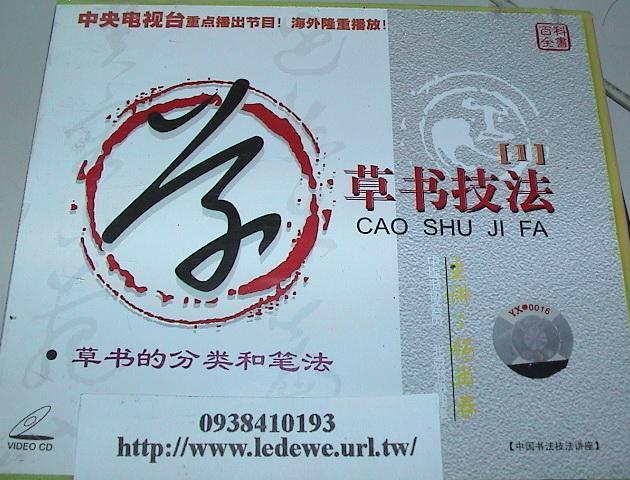 中央电视台重点播出节目! 海外隆重播放!
百科
全書
[1]
草书技法
CAO SHU JI FA
草
YX●0016
• 草书的分类和笔法
VIDEO CD
0938410193
http://www.ledewe.url.tw/
【中国书法技法讲座】